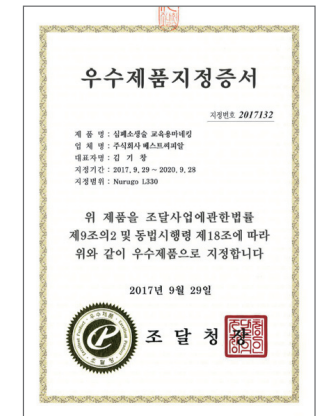 우수제품지정증서
지정번호 2017132
제 품 명 : 심폐소생술 교육용마네킹
업 체 명 : 주식회사 베스트씨피알
대표자명 : 김 기 창
지정기간 : 2017. 9. 29 ~ 2020. 9. 28
지정범위 : Nurugo L330
위 제품을 조달사업에관한법률
제9조의2 및 동법시행령 제18조에 따라
위와 같이 우수제품으로 지정합니다
2017년 9월 29일
조 달 청 장